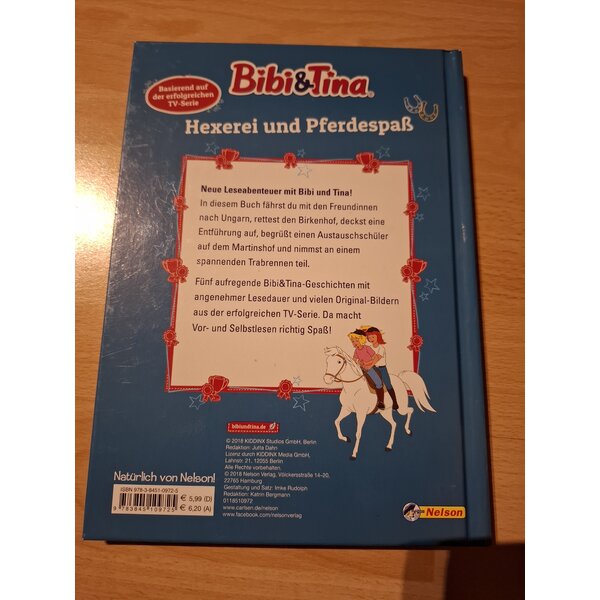 Bibi&Tina®
Basierend auf
der erfolgreichen
TV-Serie
Hexerei und Pferdespaß
Neue Leseabenteuer mit Bibi und Tina!
In diesem Buch fährst du mit den Freundinnen
nach Ungarn, rettest den Birkenhof, deckst eine
Entführung auf, begrüßt einen Austauschschüler
auf dem Martinshof und nimmst an einem
spannenden Trabrennen teil.
Fünf aufregende Bibi&Tina-Geschichten mit
angenehmer Lesedauer und vielen Original-Bildern
aus der erfolgreichen TV-Serie. Da macht
Vor- und Selbstlesen richtig Spaß!
bibiundtina.de
© 2018 KIDDINX Studios GmbH, Berlin
Redaktion: Jutta Dahn
Lizenz durch KIDDINX Media GmbH,
Lahnstr. 21, 12055 Berlin
Alle Rechte vorbehalten.
© 2018 Nelson Verlag, Völckersstraße 14–20,
22765 Hamburg
Gestaltung und Satz: Imke Rudolph
Redaktion: Katrin Bergmann
0118510972
www.carlsen.de/nelson
www.facebook.com/nelsonverlag
Natürlich von Nelson!
ISBN 978-3-8451-0972-5
€ 5,99 (D)
€ 6,20 (A)
9 783845 109725
Nelson